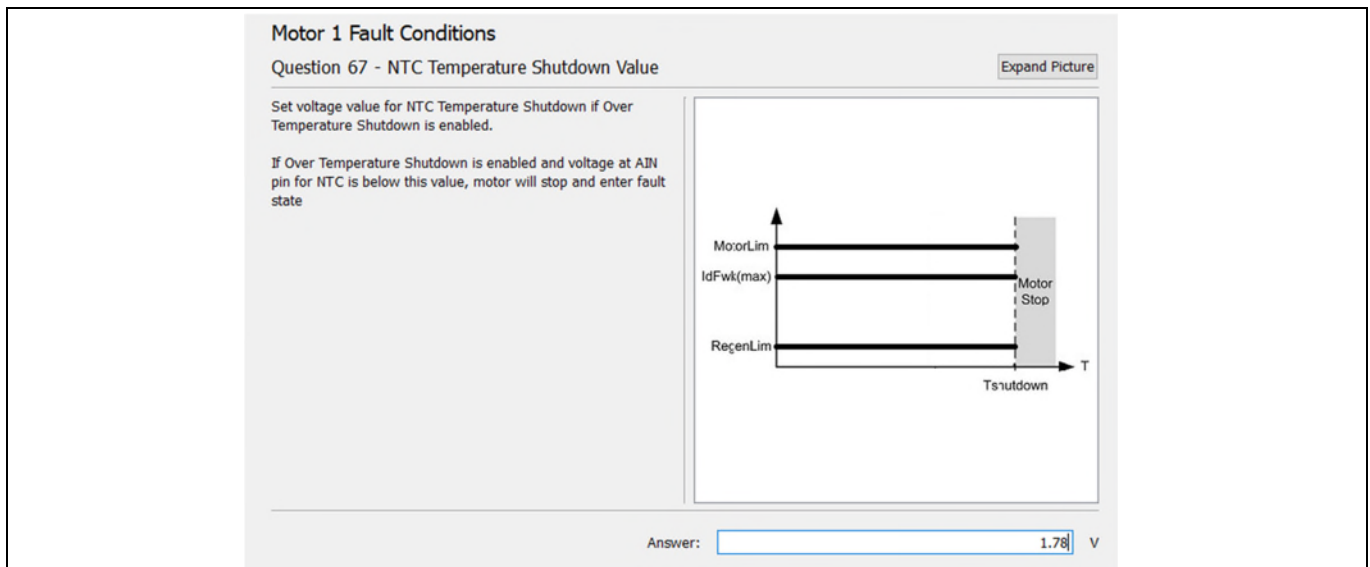 Motor 1 Fault Conditions
Question 67 - NTC Temperature Shutdown Value
Expand Picture
Set voltage value for NTC Temperature Shutdown if Over
Temperature Shutdown is enabled.
If Over Temperature Shutdown is enabled and voltage at AIN
pin for NTC is below this value, motor will stop and enter fault
state
MotorLim
IdFwk(max)
Motor
Stop
RegenLim
T
Tshutdown
Answer:
1.78
V